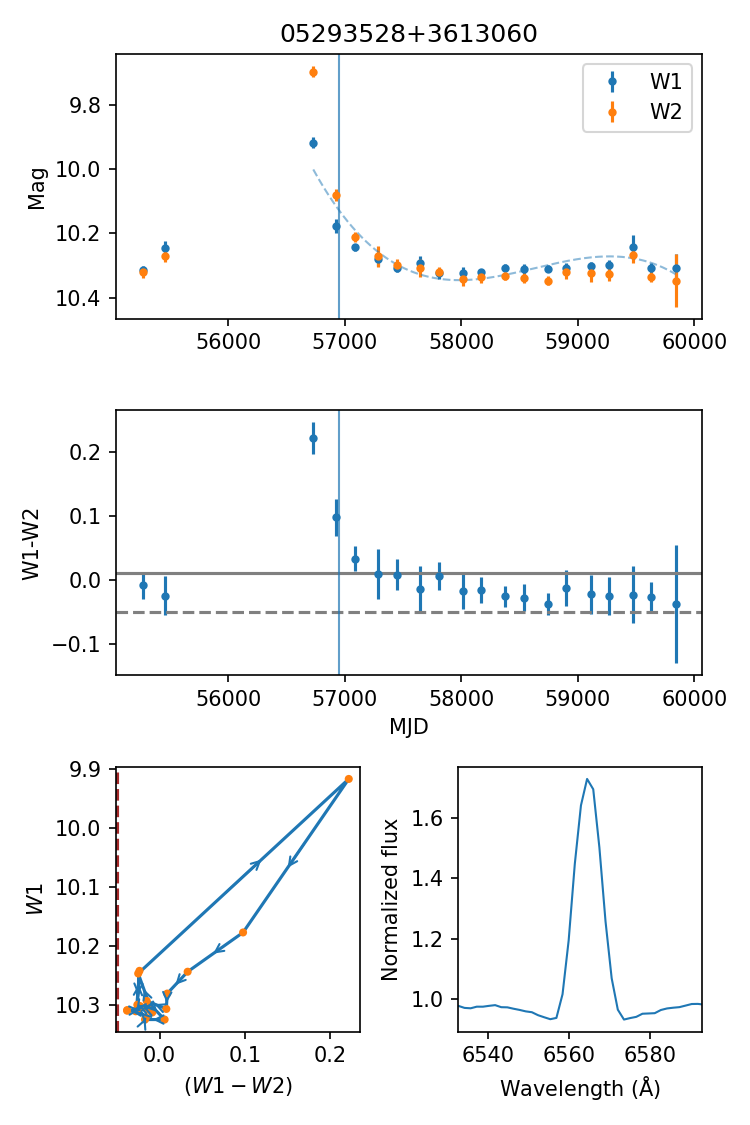 05293528+3613060
9.8
10.0
10.2
10.4
Mag
W1
W2
56000 57000 58000 59000 60000
0.2
0.1
0.0
−0.1
W1-W2
56000 57000 58000 59000 60000
MJD
9.9
10.0
10.1
10.2
10.3
W1
0.0 0.1 0.2
(W1 − W2)
1.6
1.4
1.2
1.0
Normalized flux
6540 6560 6580
Wavelength (Å)